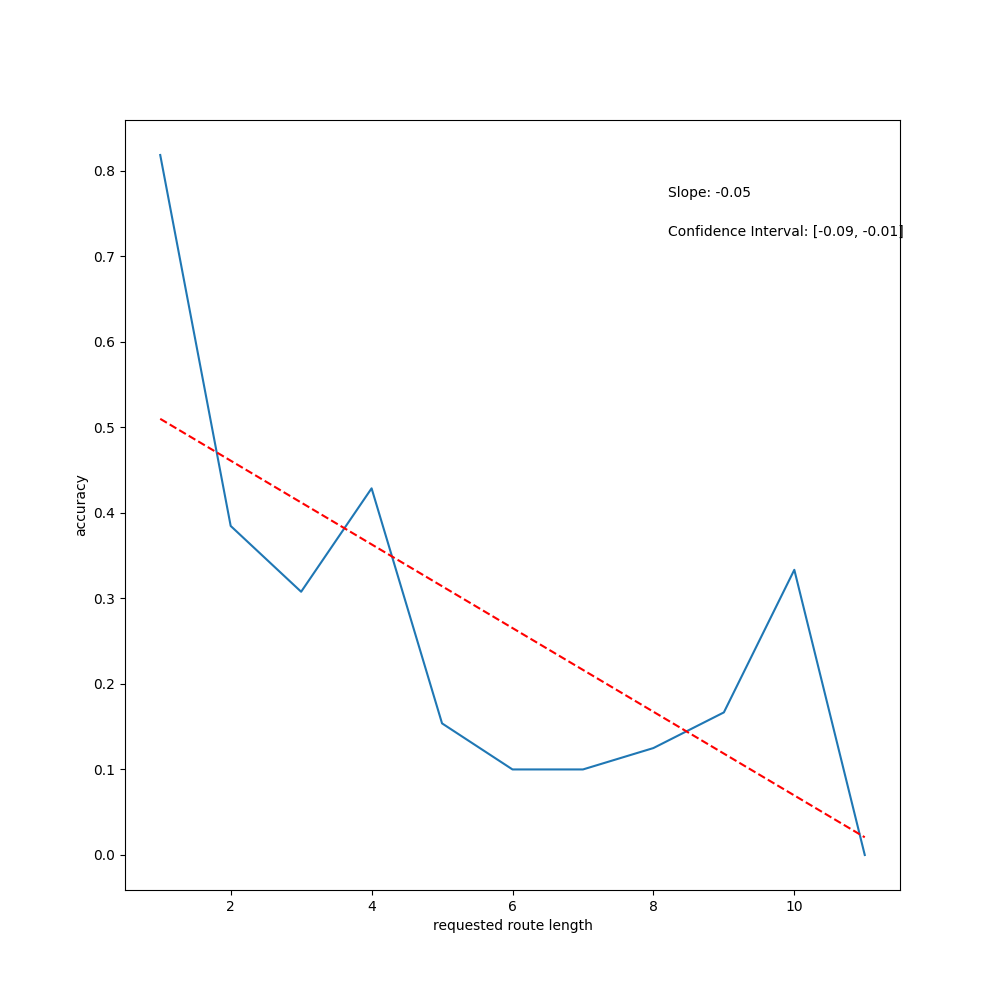 0.8
0.7
0.6
0.5
0.4
0.3
0.2
0.1
0.0
accuracy
Slope: -0.05
Confidence Interval: [-0.09, -0.01]
2 4 6 8 10
requested route length